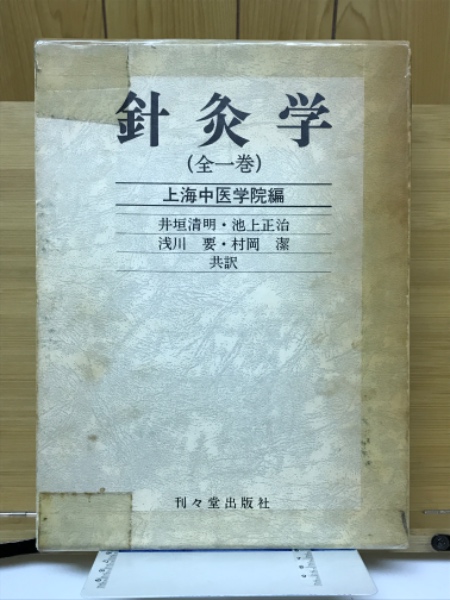 針灸学
(全一巻)
上海中医学院編
井垣清明・池上正治
浅川 要・村岡 潔
共訳
刊々堂出版社